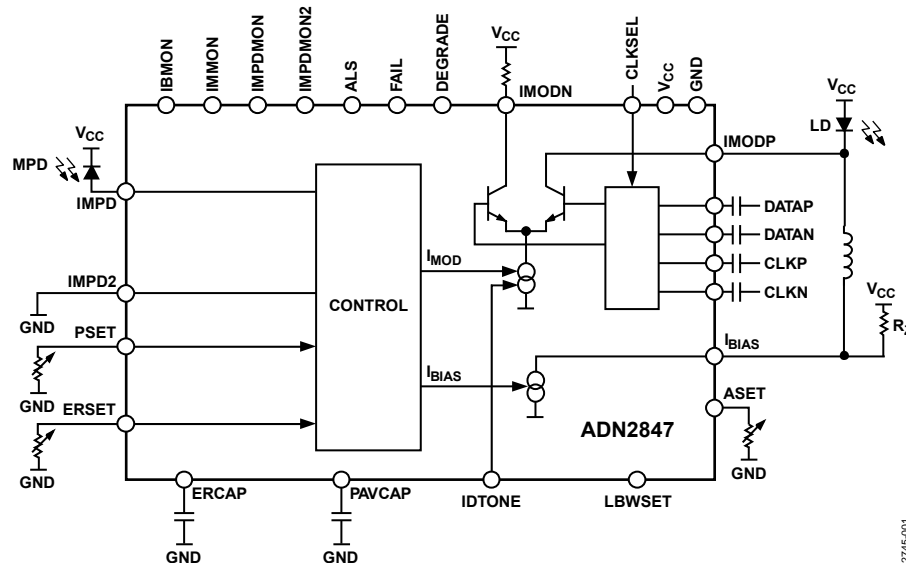 IBMON
IMMON
IMPDMON
IMPDMON2
ALS
FAIL
DEGRADE
VCC
IMODN
CLKSEL
VCC
GND
VCC
LD
IMODP
VCC
MPD
IMPD
DATAP
DATAN
CLKP
CLKN
IMOD
CONTROL
IMPD2
GND
PSET
GND
VCC
IBIAS
IBIAS
ASET
ERSET
GND
ADN2847
GND
ERCAP
PAVCAP
IDTONE
LBWSET
GND
GND